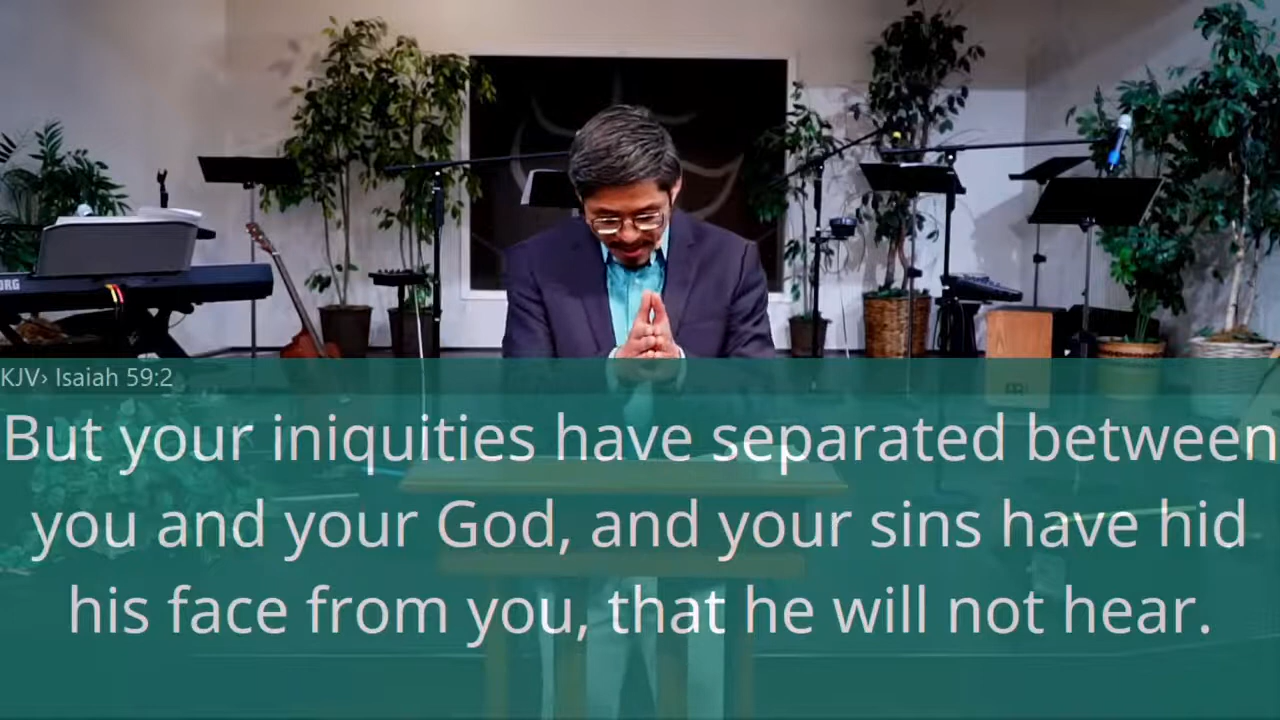 KORG
KJV› Isaiah 59:2
But your iniquities have separated between
you and your God, and your sins have hid
his face from you, that he will not hear.